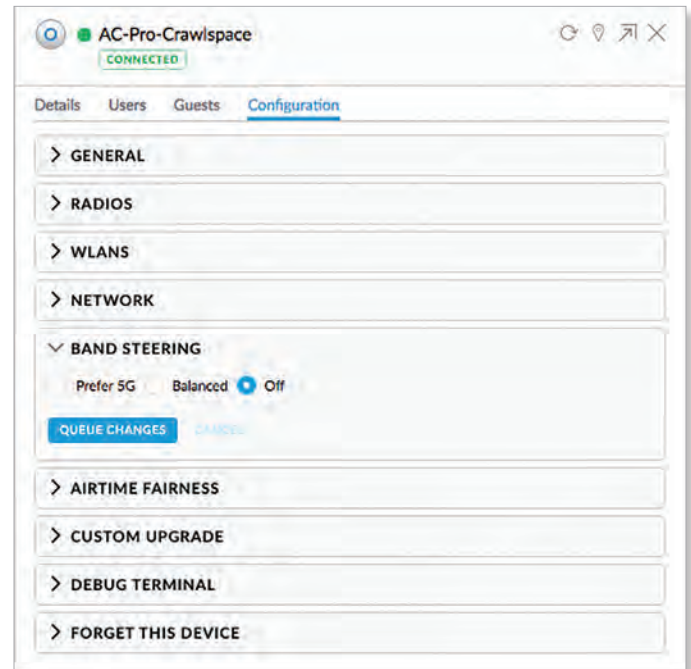 AC-Pro-Crawlspace
CONNECTED
Details Users Guests Configuration
GENERAL
RADIOS
WLANS
NETWORK
BAND STEERING
Prefer 5G Balanced Off
QUEUE CHANGES CANCEL
AIRTIME FAIRNESS
CUSTOM UPGRADE
DEBUG TERMINAL
FORGET THIS DEVICE